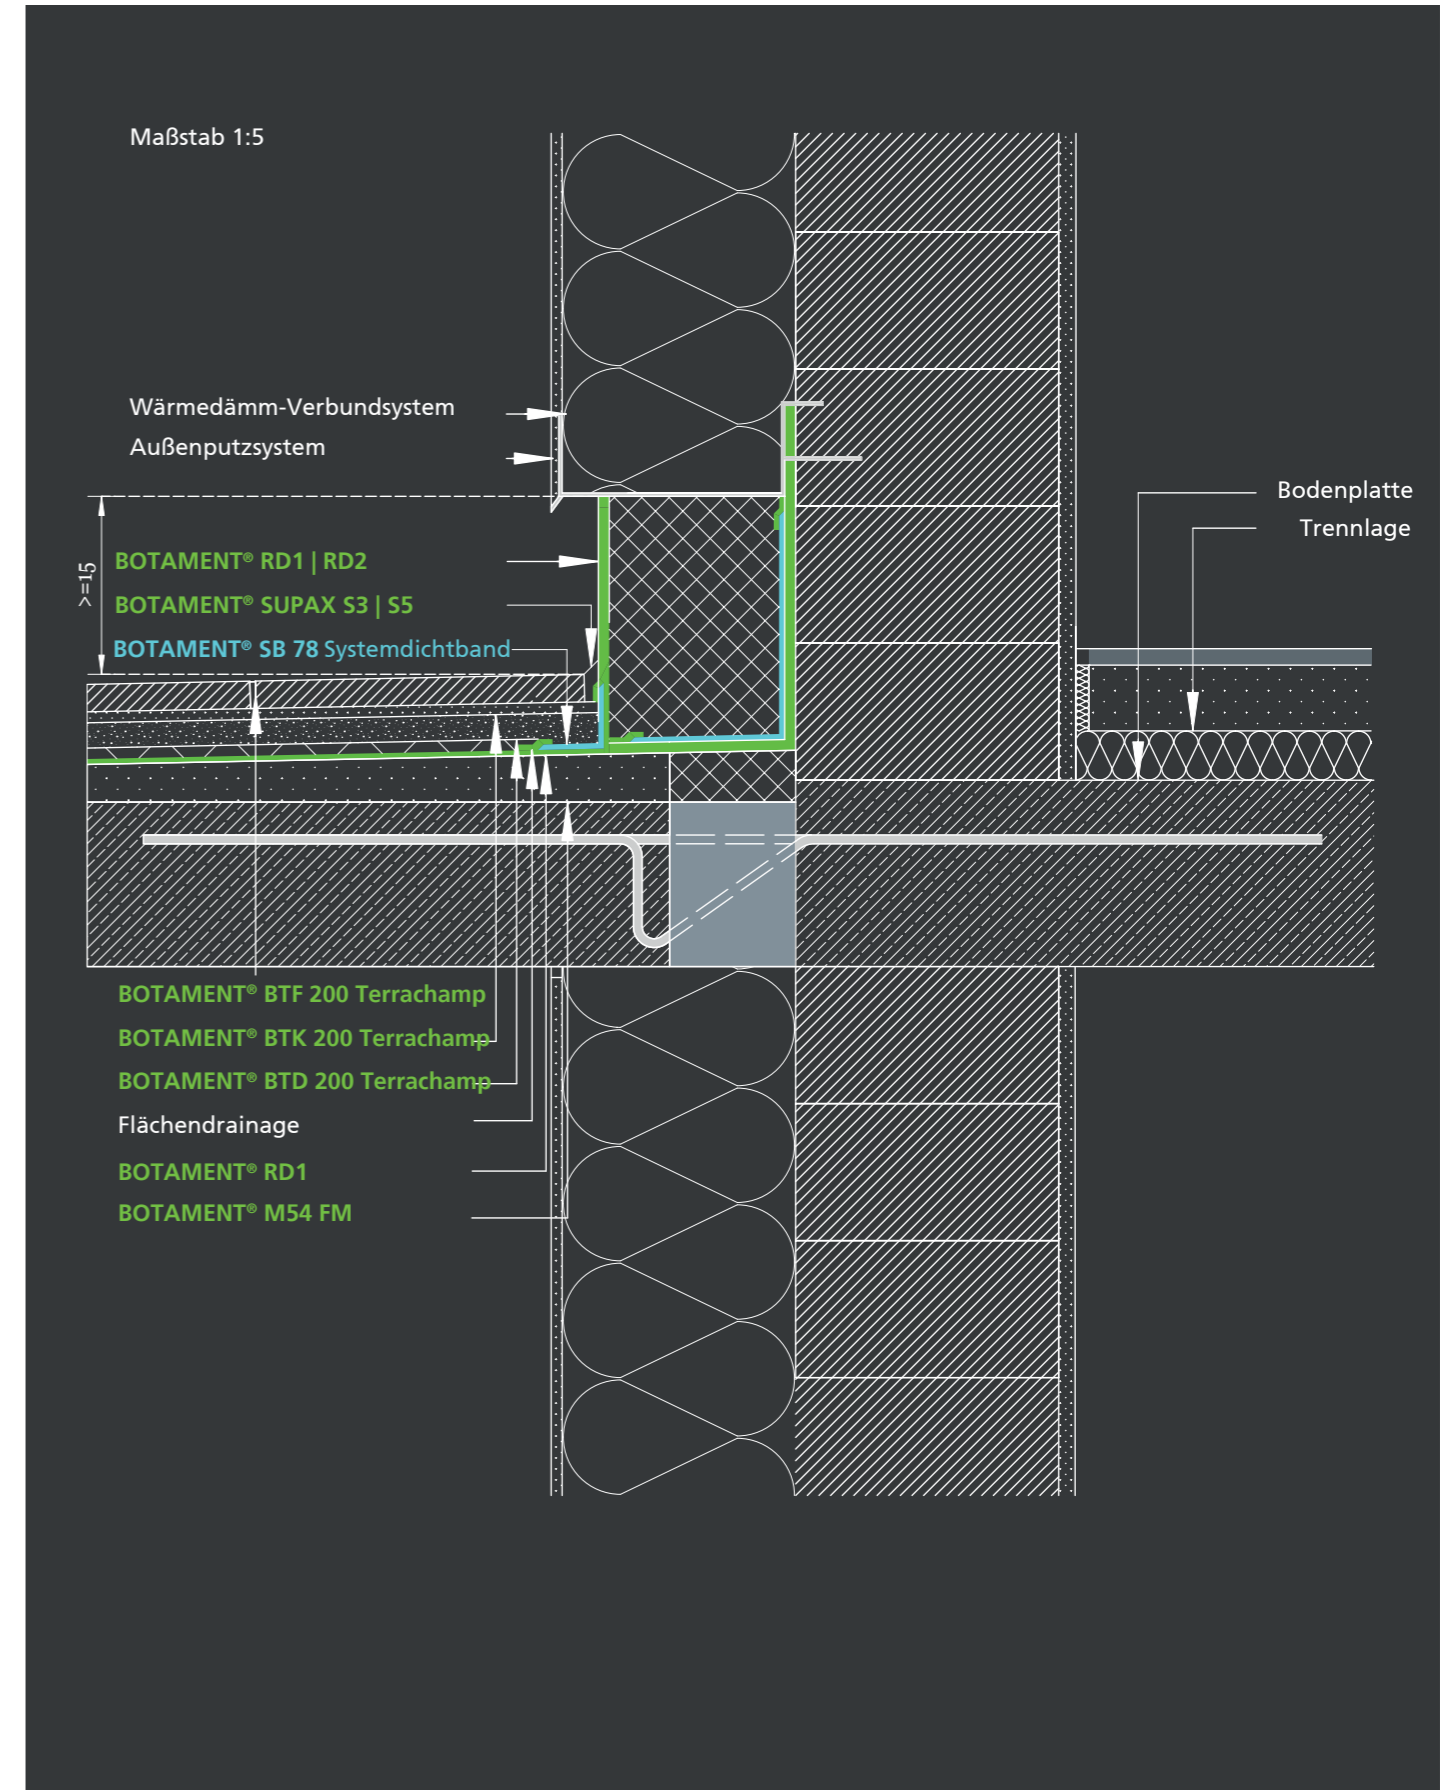 Maßstab 1:5
Wärmedämm-Verbundsystem
Außenputzsystem
Bodenplatte
Trennlage
>=15
BOTAMENT® RD1 | RD2
BOTAMENT® SUPAX S3 | S5
BOTAMENT® SB 78 Systemdichtband
BOTAMENT® BTF 200 Terrachamp
BOTAMENT® BTK 200 Terrachamp
BOTAMENT® BTD 200 Terrachamp
Flächendrainage
BOTAMENT® RD1
BOTAMENT® M54 FM